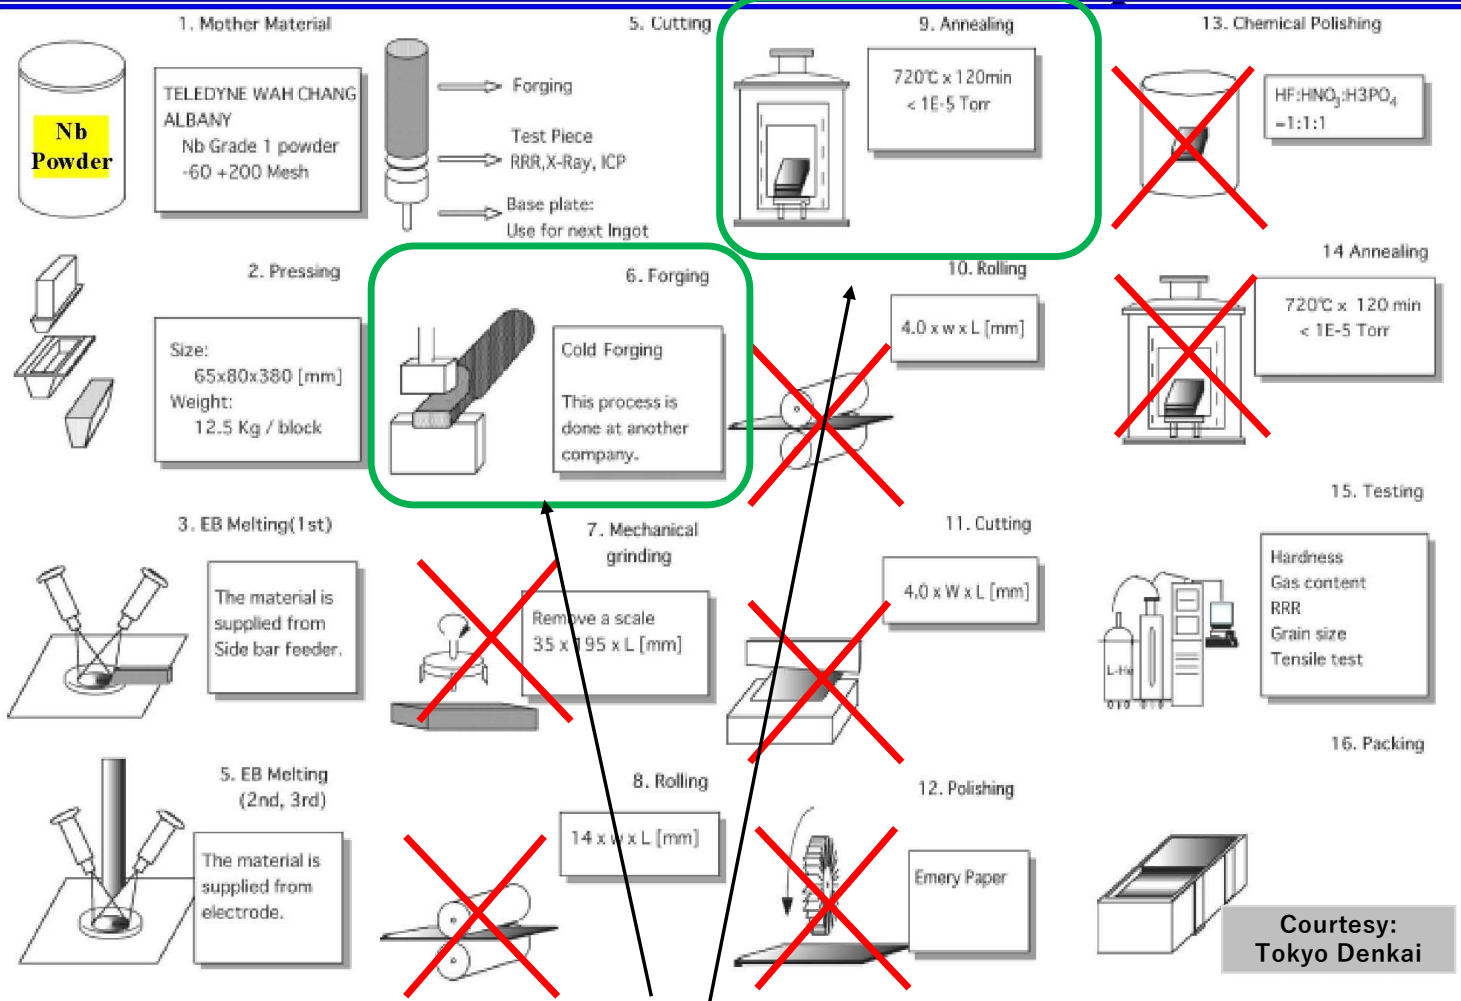 1. Mother Material
Nb
Powder
TELEDYNE WAH CHANG
ALBANY
Nb Grade 1 powder
-60 +200 Mesh
2. Pressing
Size:
65x80x380 [mm]
Weight:
12.5 Kg / block
3. EB Melting(1st)
The material is
supplied from
Side bar feeder.
5. EB Melting
(2nd, 3rd)
The material is
supplied from
electrode.
5. Cutting
Forging
Test Piece
RRR,X-Ray, ICP
Base plate:
Use for next Ingot
6. Forging
Cold Forging
This process is
done at another
company.
7. Mechanical
grinding
Remove a scale
35 x 195 x L [mm]
8. Rolling
14 x w x L [mm]
9. Annealing
720℃ x 120min
< 1E-5 Torr
10. Rolling
4.0 x w x L [mm]
11. Cutting
4.0 x W x L [mm]
12. Polishing
Emery Paper
13. Chemical Polishing
HF:HNO3:H3PO4
=1:1:1
14 Annealing
720℃ x 120 min
< 1E-5 Torr
15. Testing
Hardness
Gas content
RRR
Grain size
Tensile test
L-He
16. Packing
Courtesy:
Tokyo Denkai